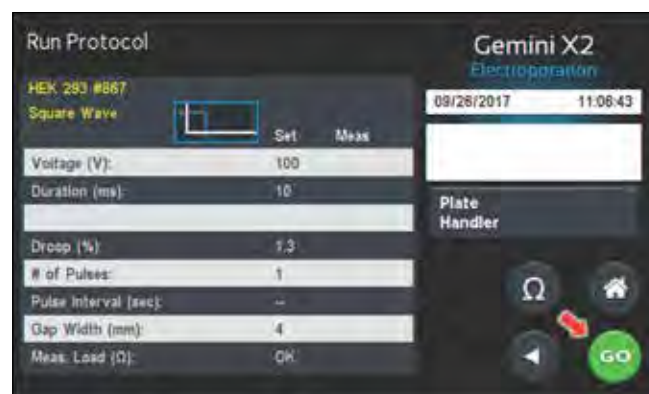 Run Protocol
Gemini X2
Electroporation
HEK 293 #867
Square Wave
Set Meas
09/26/2017 11:06:43
Voltage (V): 100
Duration (ms): 10
Plate
Handler
Droop (%): 1.3
# of Pulses: 1
Pulse Interval (sec): --
Gap Width (mm): 4
Meas. Load (Ω): OK
Ω
GO